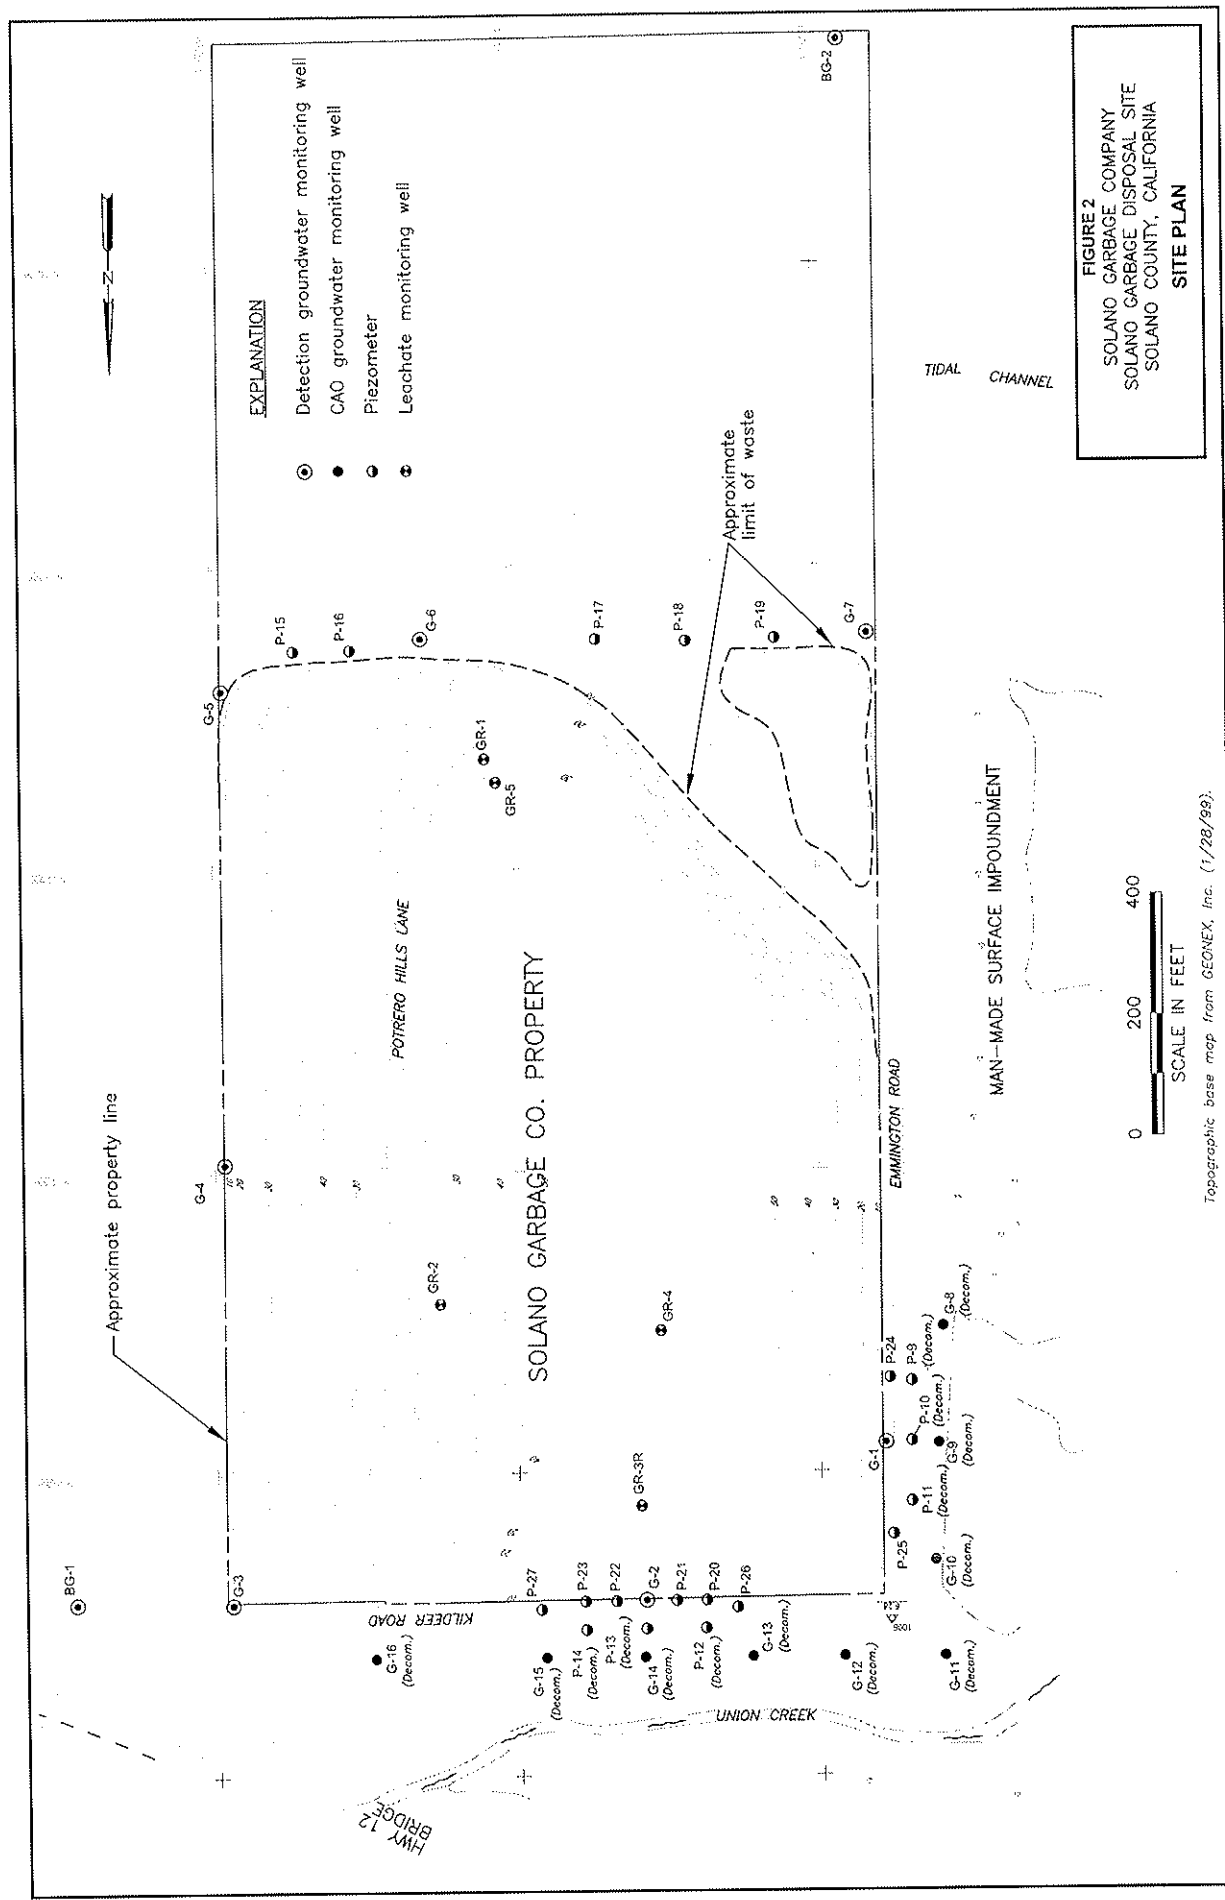 Approximate property line
Z
EXPLANATION
Detection groundwater monitoring well
CAO groundwater monitoring well
Piezometer
Leachate monitoring well
BG-1
G-3
G-4
G-5
P-15
P-16
G-6
P-17
P-18
P-19
G-7
BG-2
Approximate
limit of waste
GR-1
GR-5
POTRERO HILLS LANE
SOLANO GARBAGE CO. PROPERTY
GR-2
GR-4
GR-3R
KILDEER ROAD
P-27
P-23
P-22
G-2
P-21
P-20
P-26
G-16
(Decom.)
G-15
(Decom.)
P-14
(Decom.)
P-13
(Decom.)
G-14
(Decom.)
P-12
(Decom.)
G-13
(Decom.)
G-12
(Decom.)
G-11
(Decom.)
UNION CREEK
HWY 12
BRIDGE
G-1
P-24
P-9
(Decom.)
G-8
(Decom.)
P-10
(Decom.)
G-9
(Decom.)
P-11
(Decom.)
P-25
G-10
(Decom.)
EMMINGTON ROAD
MAN-MADE SURFACE IMPOUNDMENT
TIDAL CHANNEL
0 200 400
SCALE IN FEET
Topographic base map from GEONEX, Inc. (1/28/99).
FIGURE 2
SOLANO GARBAGE COMPANY
SOLANO GARBAGE DISPOSAL SITE
SOLANO COUNTY, CALIFORNIA
SITE PLAN